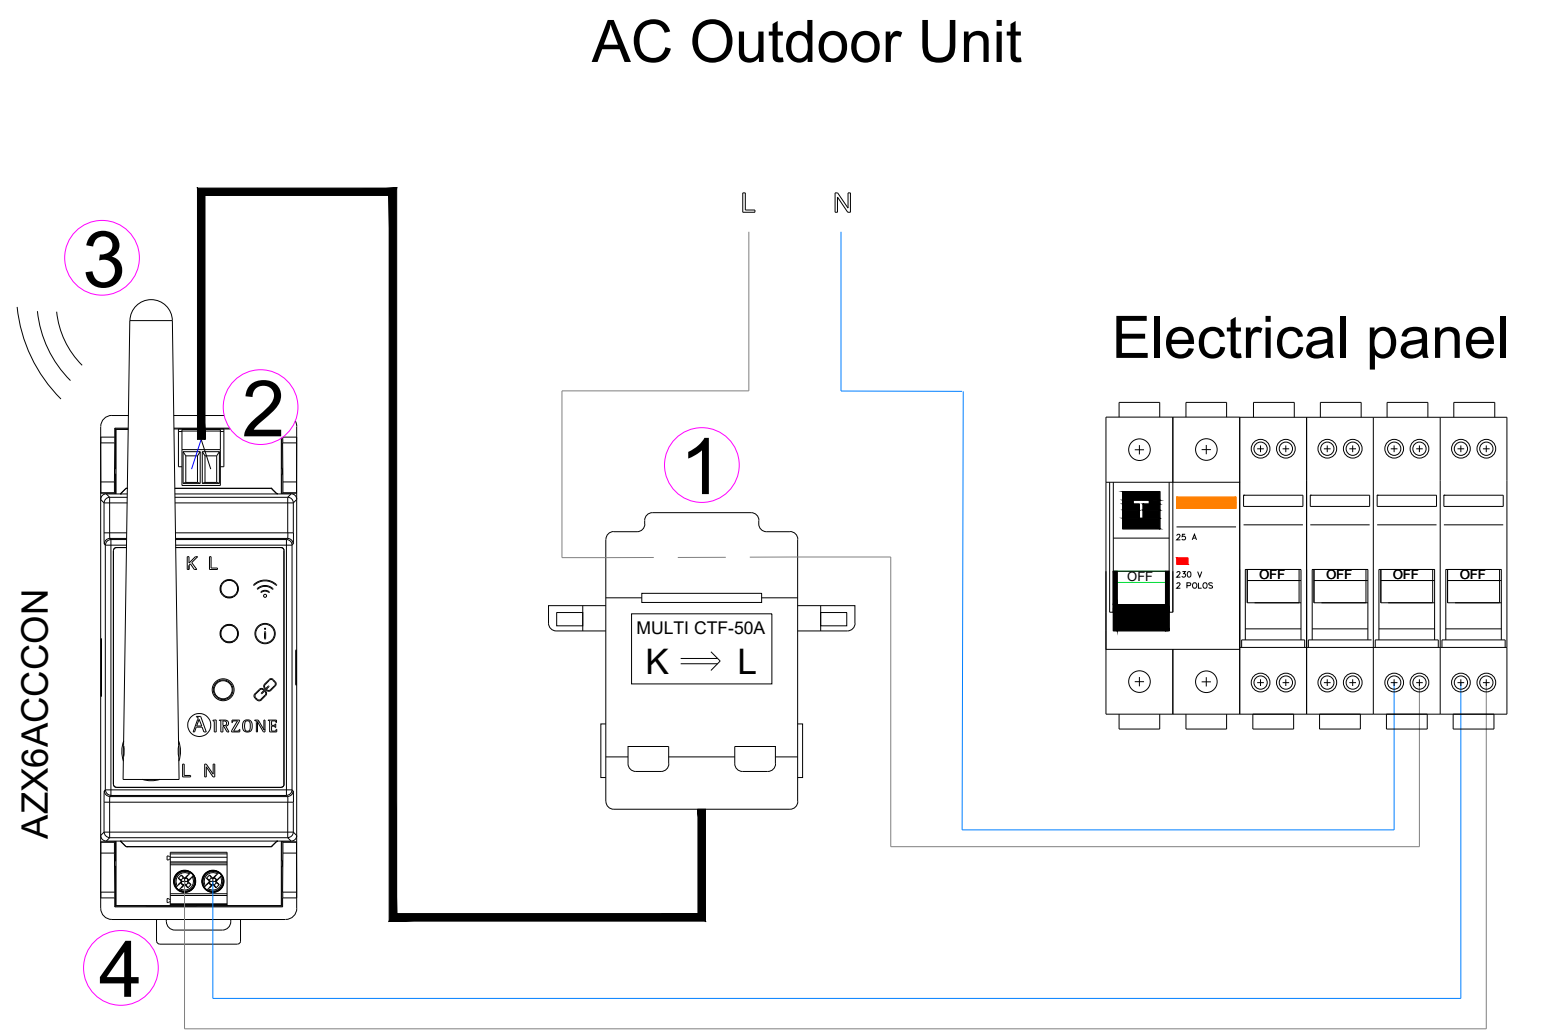 AC Outdoor Unit
L N
3
Electrical panel
2
1
T
25 A
230 V
2 POLOS
OFF
OFF
OFF
OFF
OFF
K L
MULTI CTF-50A
K ⇒ L
AZX6ACCCON
AIRZONE
L N
4